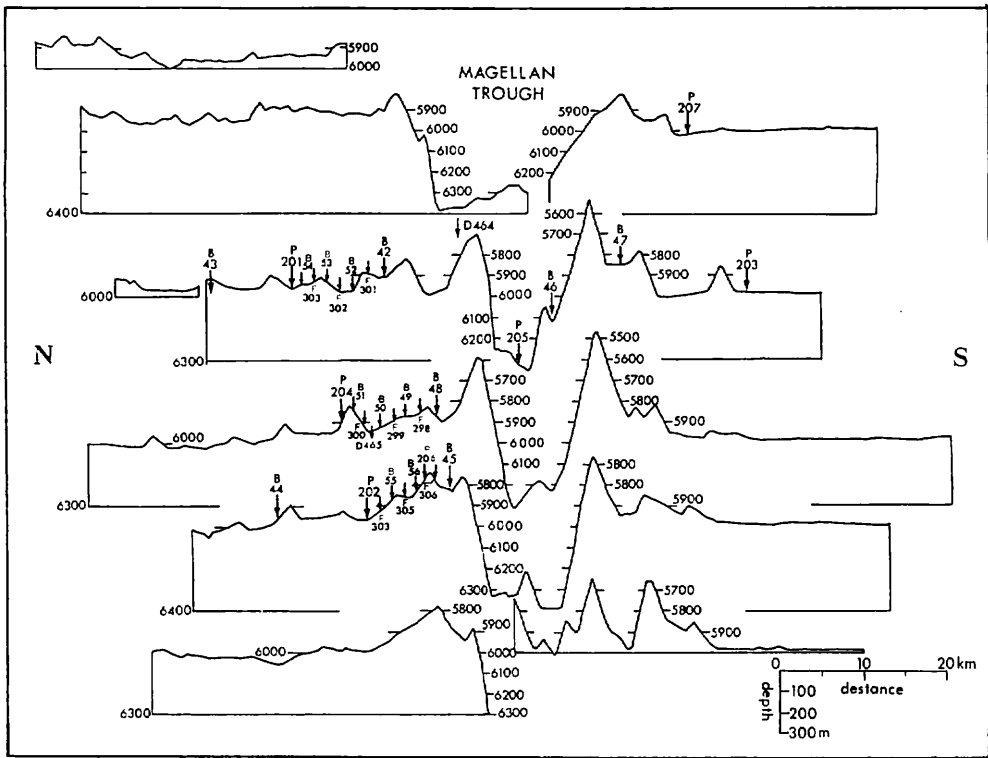 5900
6000
MAGELLAN
TROUGH
5900
6000
6100
6200
6300
6400
5900
6000
6100
6200
P
207
D464
5600
5700
B
43
P
201
B
54
B
53
B
52
B
42
F
303
F
302
F
301
6000
5800
5900
6000
6100
6200
6300
P
205
B
46
B
47
5800
5900
P
203
N
S
P
204
B
51
B
50
B
49
B
48
F
300
D465
F
299
F
298
6000
6300
5700
5800
5900
6000
6100
5500
5600
5700
5800
5900
B
44
P
202
B
55
B
56
P
206
B
45
F
303
F
305
F
306
6400
5800
5900
6000
6100
6200
6300
5800
5800
5900
6000
6300
5800
5900
6000
6100
6200
6300
5700
5800
5900
0
10
20 km
depth
100
200
300m
destance